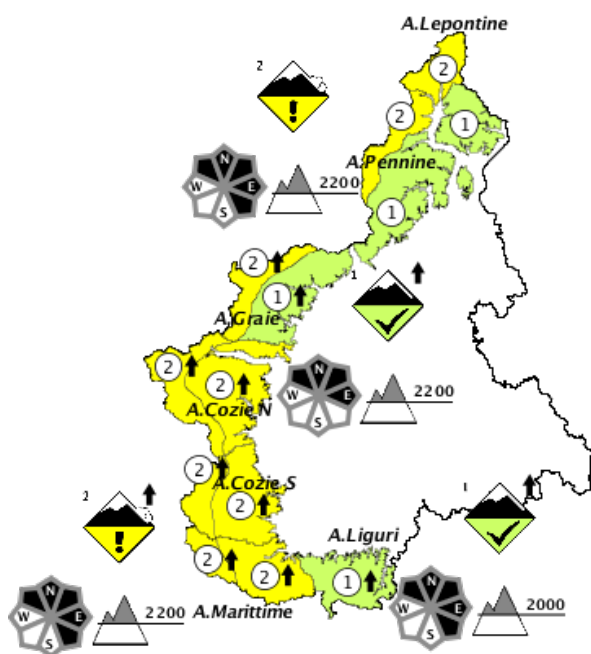 A.Lepontine
2
2
2
1
A.Pennine
N
W E
S
2200
1
2
1
1
A.Graie
2
2
N
W E
S
2200
A.Cozie N
2
A.Cozie S
2
2
1
A.Liguri
2
2
1
A.Marittime
N
W E
S
2200
N
W E
S
2000